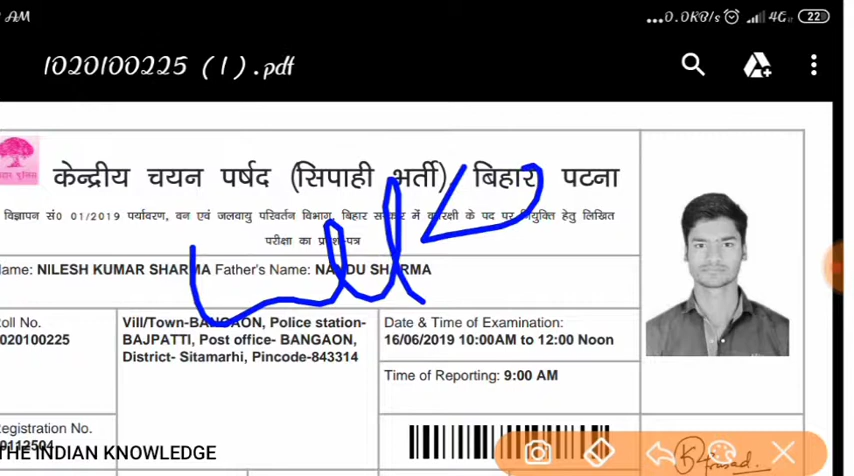 AM ...0.0KB/s 4G 22
1020100225 (1).pdf
केन्द्रीय चयन पर्षद (सिपाही भर्ती), बिहार, पटना
विज्ञापन सं0 01/2019 पर्यावरण, वन एवं जलवायु परिवर्तन विभाग, बिहार सरकार में वनरक्षी के पद पर नियुक्ति हेतु लिखित
परीक्षा का प्रवेश-पत्र
Name: NILESH KUMAR SHARMA Father's Name: NANDU SHARMA
Roll No.
020100225
Vill/Town-BANGAON, Police station-
BAJPATTI, Post office- BANGAON,
District- Sitamarhi, Pincode-843314
Date & Time of Examination:
16/06/2019 10:00AM to 12:00 Noon
Time of Reporting: 9:00 AM
Registration No.
0112504
THE INDIAN KNOWLEDGE